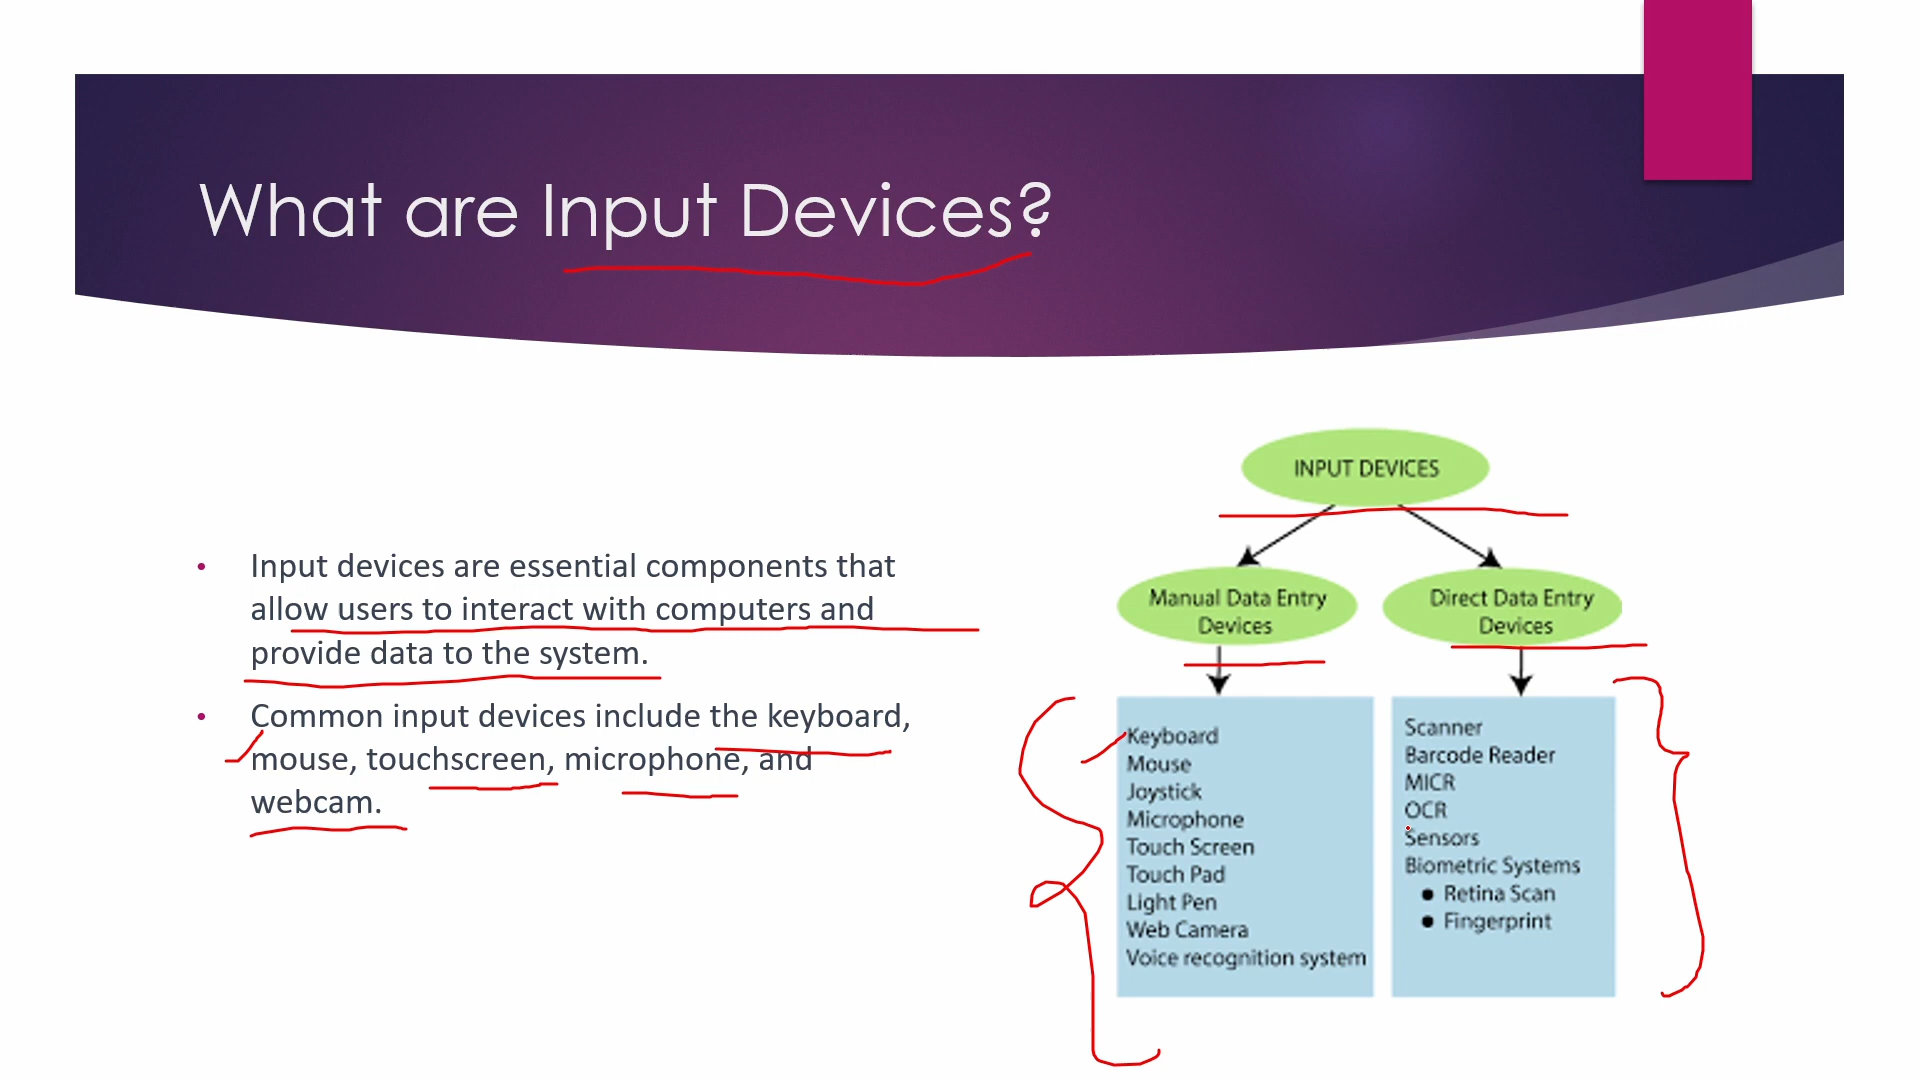 What are Input Devices?
• Input devices are essential components that
allow users to interact with computers and
provide data to the system.
• Common input devices include the keyboard,
mouse, touchscreen, microphone, and
webcam.
INPUT DEVICES
Manual Data Entry
Devices
Direct Data Entry
Devices
Keyboard
Mouse
Joystick
Microphone
Touch Screen
Touch Pad
Light Pen
Web Camera
Voice recognition system
Scanner
Barcode Reader
MICR
OCR
Sensors
Biometric Systems
● Retina Scan
● Fingerprint